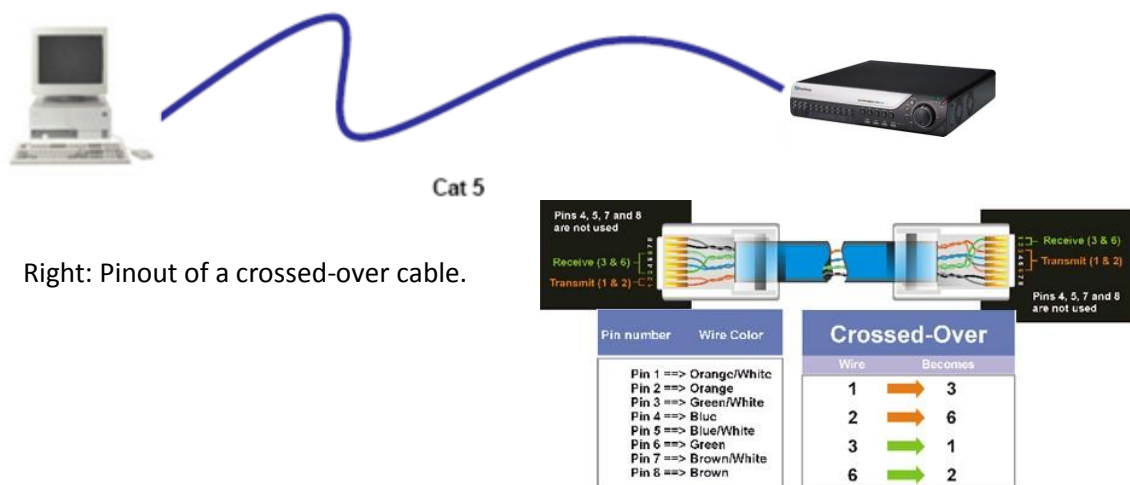 Cat 5
Right: Pinout of a crossed-over cable.
Pins 4, 5, 7 and 8
are not used
Receive (3 & 6)
Transmit (1 & 2)
Receive (3 & 6)
Transmit (1 & 2)
Pins 4, 5, 7 and 8
are not used
Pin number Wire Color
Pin 1 ==> Orange/White
Pin 2 ==> Orange
Pin 3 ==> Green/White
Pin 4 ==> Blue
Pin 5 ==> Blue/White
Pin 6 ==> Green
Pin 7 ==> Brown/White
Pin 8 ==> Brown
Crossed-Over
Wire Becomes
1 3
2 6
3 1
6 2